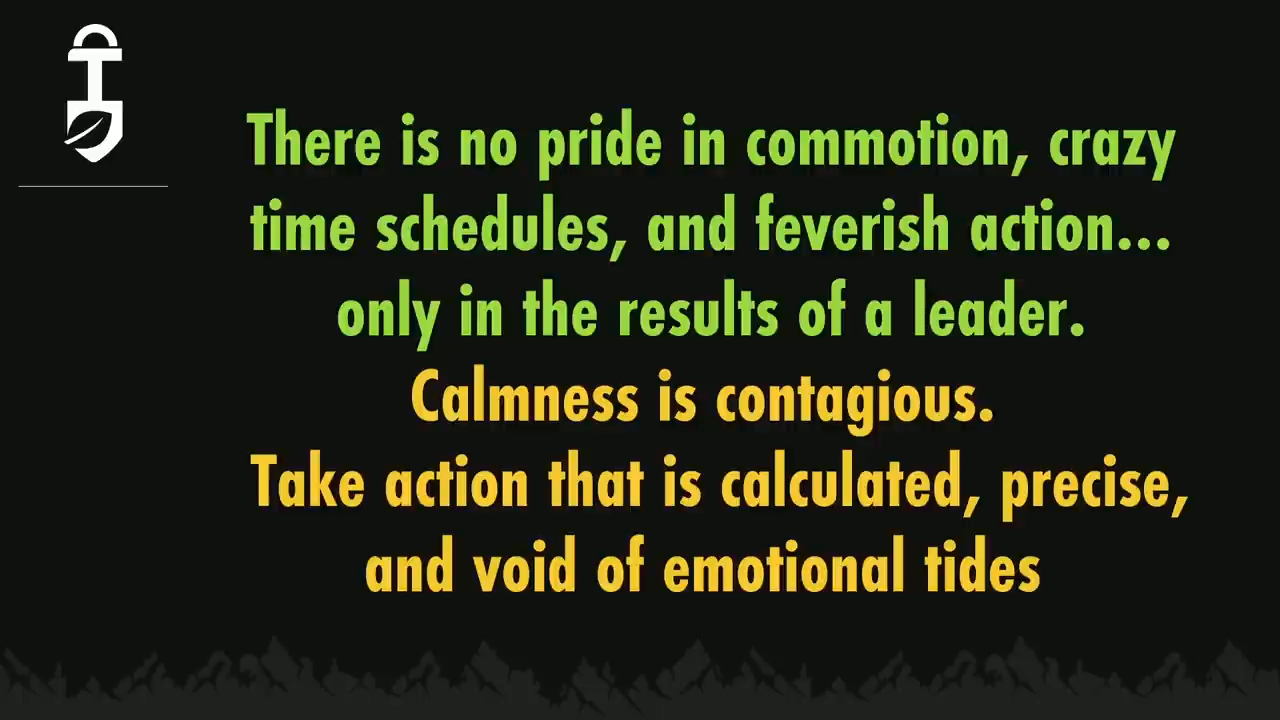 There is no pride in commotion, crazy
time schedules, and feverish action...
only in the results of a leader.
Calmness is contagious.
Take action that is calculated, precise,
and void of emotional tides